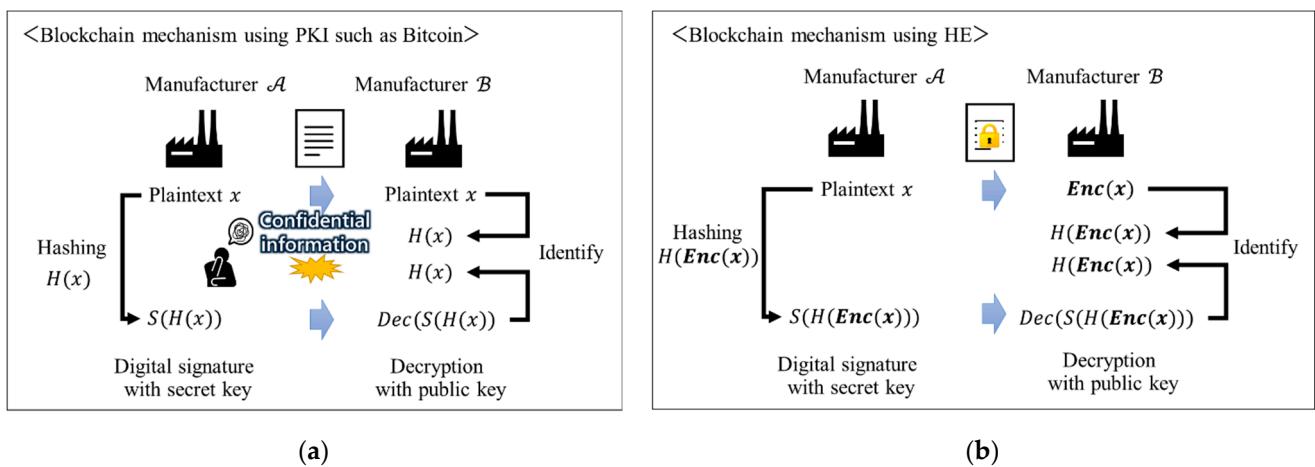 <Blockchain mechanism using PKI such as Bitcoin>
Manufacturer 𝒜
Manufacturer ℬ
Plaintext x
Plaintext x
Confidential
information
Hashing
H(x)
H(x)
H(x)
Identify
S(H(x))
Dec(S(H(x))
Digital signature
with secret key
Decryption
with public key
(a)
<Blockchain mechanism using HE>
Manufacturer 𝒜
Manufacturer ℬ
Plaintext x
Enc(x)
Hashing
H(Enc(x))
H(Enc(x))
H(Enc(x))
Identify
S(H(Enc(x)))
Dec(S(H(Enc(x)))
Digital signature
with secret key
Decryption
with public key
(b)